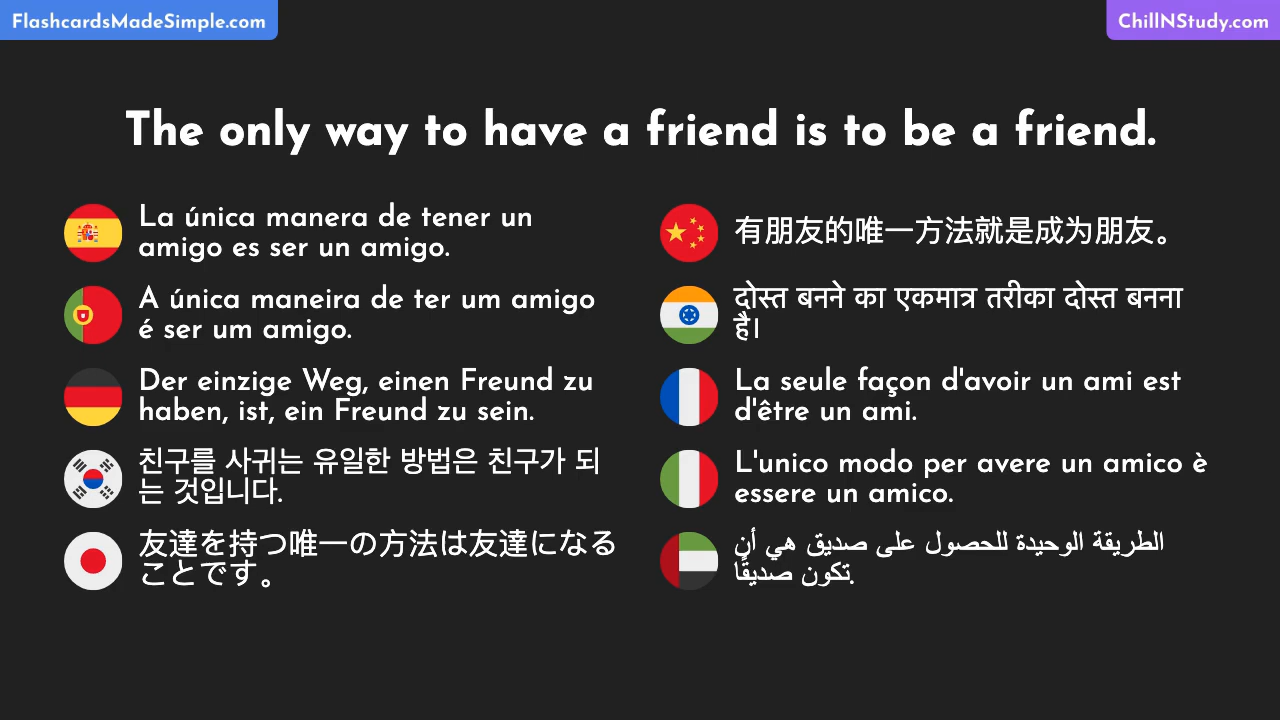 FlashcardsMadeSimple.com
ChillNStudy.com
The only way to have a friend is to be a friend.
La única manera de tener un
amigo es ser un amigo.
A única maneira de ter um amigo
é ser um amigo.
Der einzige Weg, einen Freund zu
haben, ist, ein Freund zu sein.
친구를 사귀는 유일한 방법은 친구가 되
는 것입니다.
友達を持つ唯一の方法は友達になる
ことです。
有朋友的唯一方法就是成为朋友。
दोस्त बनने का एकमात्र तरीका दोस्त बनना
है।
La seule façon d'avoir un ami est
d'être un ami.
L'unico modo per avere un amico è
essere un amico.
الطريقة الوحيدة للحصول على صديق هي أن
تكون صديقًا.